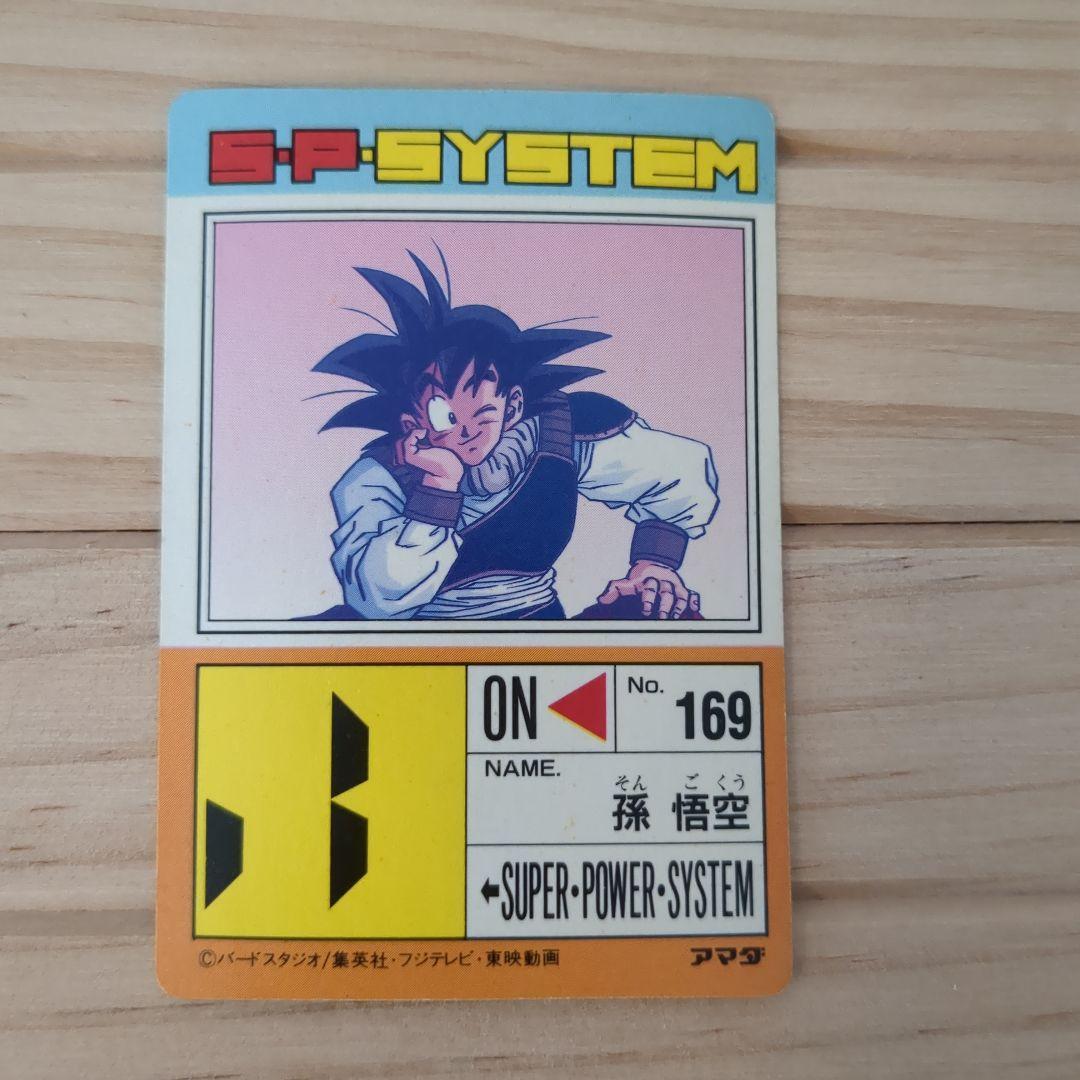 S・P・SYSTEM
ON
No. 169
NAME.
そん ご くう
孫 悟空
←SUPER・POWER・SYSTEM
©バードスタジオ/集英社・フジテレビ・東映動画
アマダ